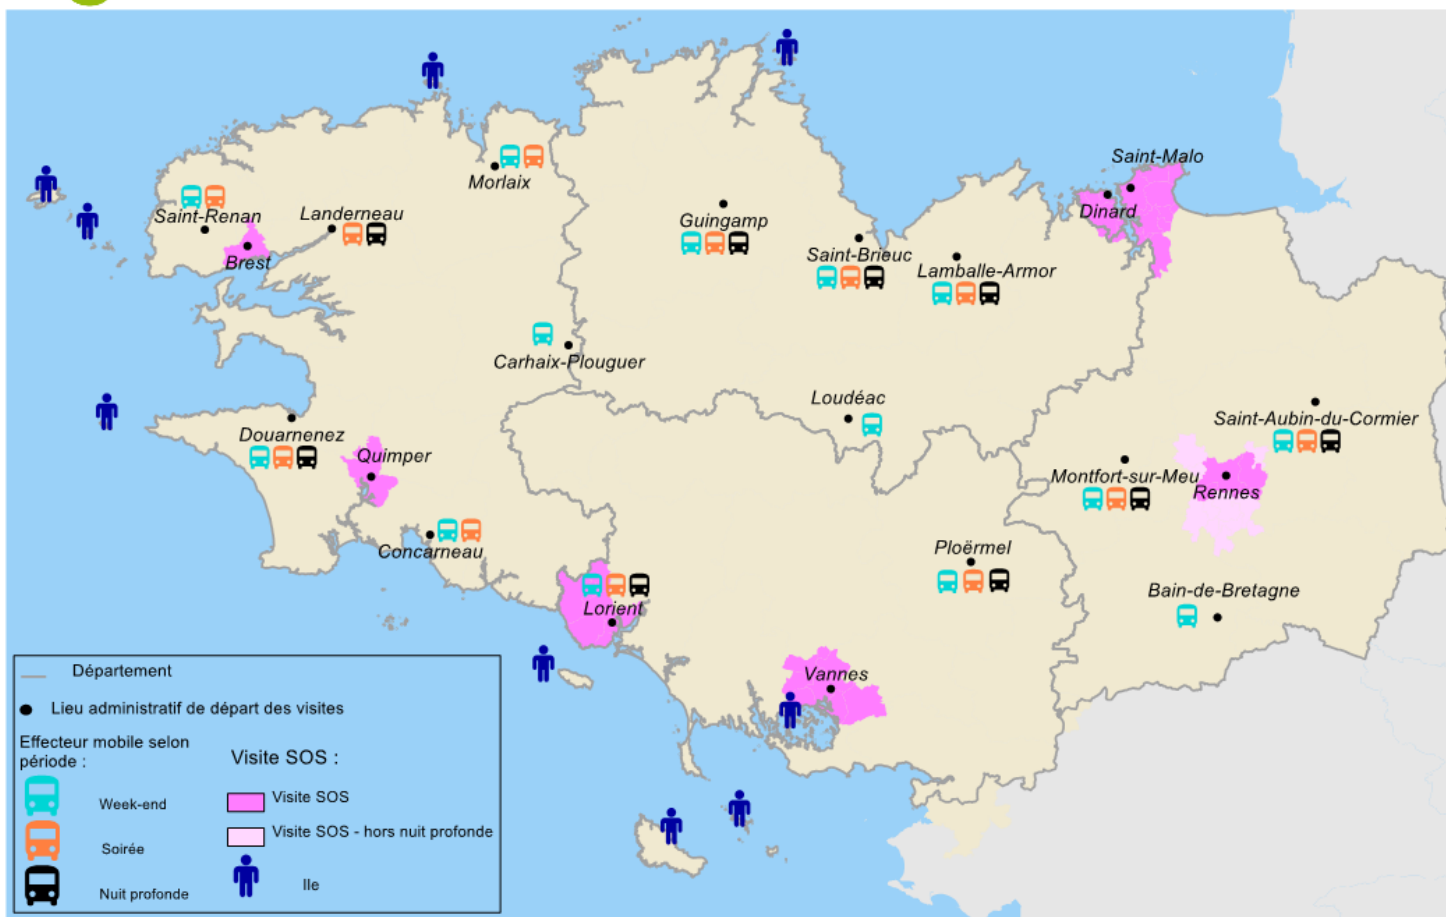 Saint-Malo
Morlaix
Dinard
Saint-Renan
Landerneau
Guingamp
Brest
Saint-Brieuc
Lamballe-Armor
Carhaix-Plouguer
Loudéac
Saint-Aubin-du-Cormier
Douarnenez
Quimper
Montfort-sur-Meu
Rennes
Concarneau
Ploërmel
Lorient
Bain-de-Bretagne
Vannes
Département
Lieu administratif de départ des visites
Effecteur mobile selon
période :
Week-end
Soirée
Nuit profonde
Visite SOS :
Visite SOS
Visite SOS - hors nuit profonde
Ile